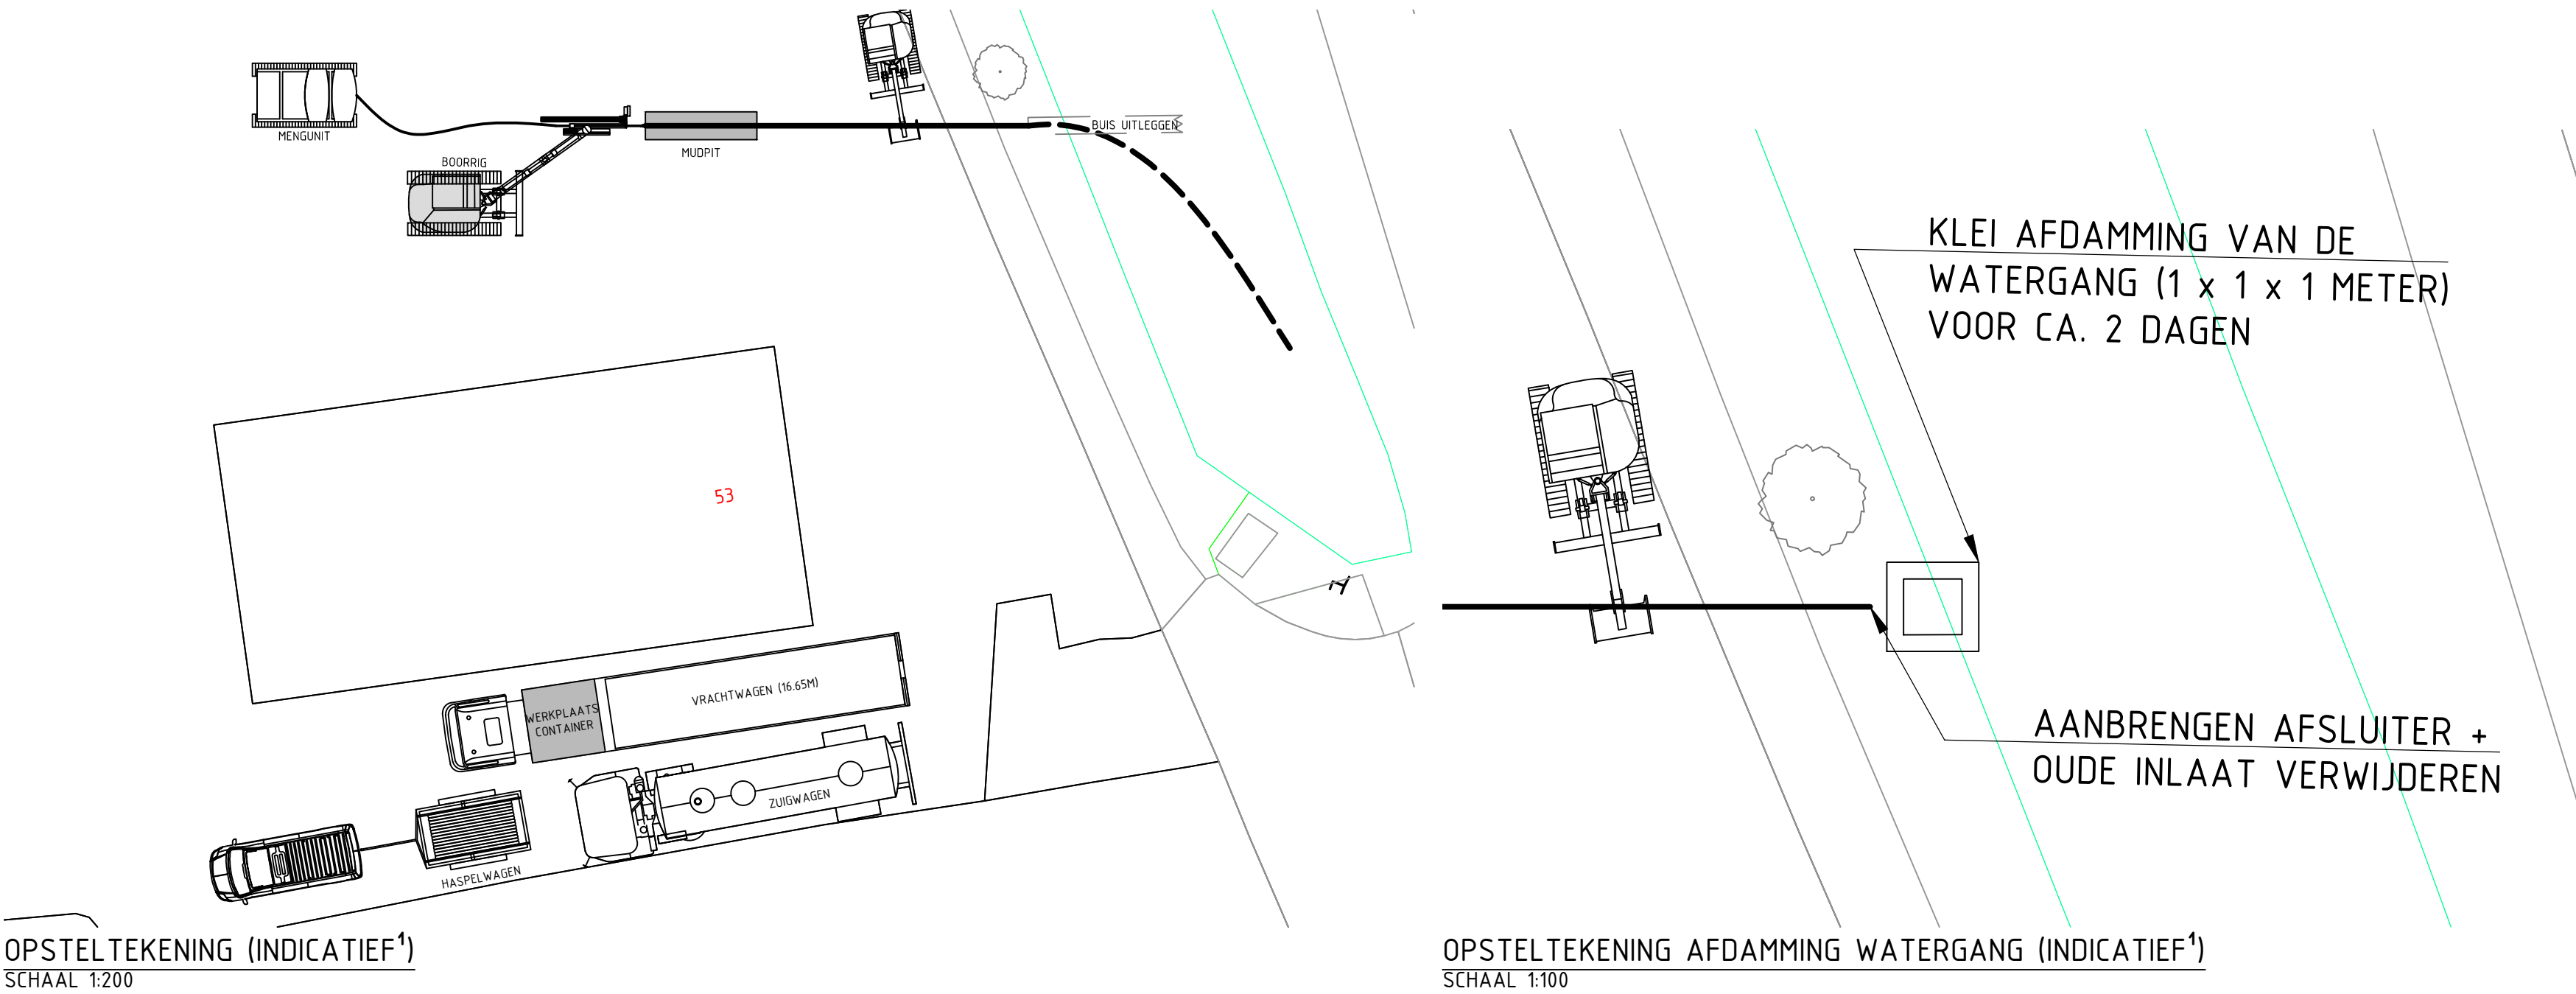 MENGUNIT
BOORRIG
MUDPIT
BUIS UITLEGGEN
53
H
VRACHTWAGEN (16.65M)
WERKPLAATS
CONTAINER
ZUIGWAGEN
HASPELWAGEN
OPSTELTEKENING (INDICATIEF¹)
SCHAAL 1:200
KLEI AFDAMMING VAN DE
WATERGANG (1 x 1 x 1 METER)
VOOR CA. 2 DAGEN
AANBRENGEN AFSLUITER +
OUDE INLAAT VERWIJDEREN
OPSTELTEKENING AFDAMMING WATERGANG (INDICATIEF¹)
SCHAAL 1:100